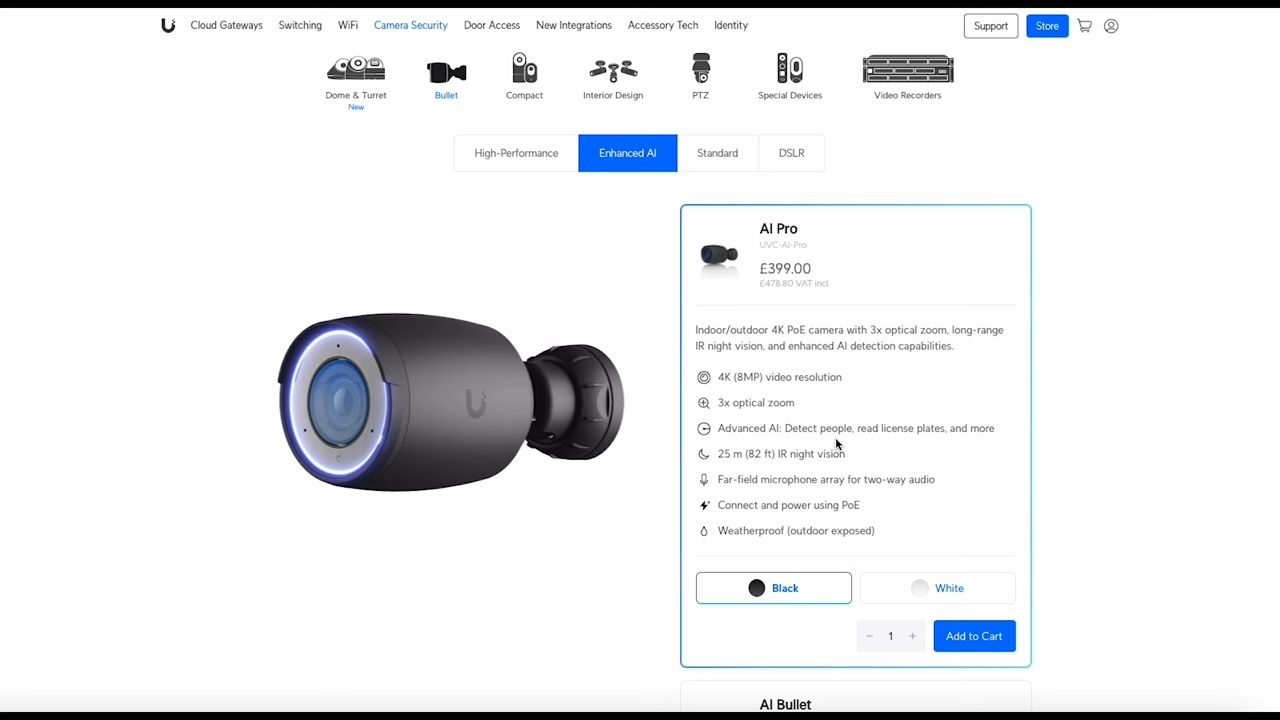 Cloud Gateways Switching WiFi Camera Security Door Access New Integrations Accessory Tech Identity Support Store
Dome & Turret Bullet Compact Interior Design PTZ Special Devices Video Recorders
New
High-Performance Enhanced AI Standard DSLR
AI Pro
UVC-AI-Pro
£399.00
£478.80 VAT incl.
Indoor/outdoor 4K PoE camera with 3x optical zoom, long-range
IR night vision, and enhanced AI detection capabilities.
4K (8MP) video resolution
3x optical zoom
Advanced AI: Detect people, read license plates, and more
25 m (82 ft) IR night vision
Far-field microphone array for two-way audio
Connect and power using PoE
Weatherproof (outdoor exposed)
Black White
− 1 + Add to Cart
AI Bullet